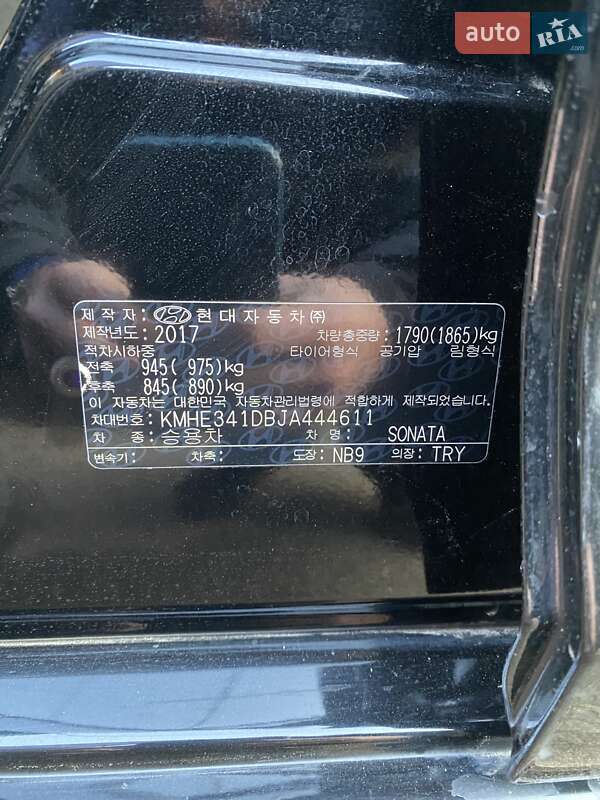 auto RIA.com
제 작 자: 현대자동차㈜
제작년도: 2017 차량총중량: 1790(1865)kg
적차시하중 타이어형식 공기압 림형식
전축 945( 975)kg
후축 845( 890)kg
이 자동차는 대한민국 자동차관리법령에 적합하게 제작되었습니다.
차대번호: KMHE341DBJA444611
차 종: 승용차 차 명: SONATA
변속기: 차축: 도장: NB9 의장: TRY